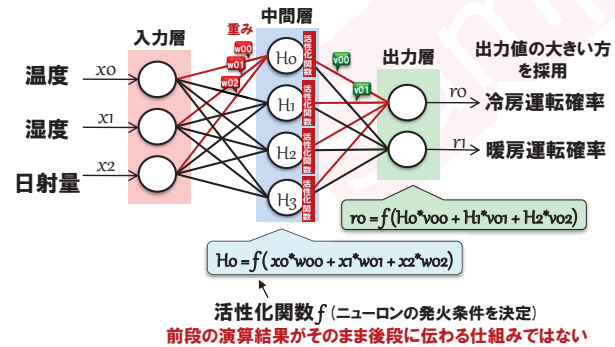 中間層
重み
入力層
出力層
出力値の大きい方
を採用
温度
x0
湿度
x1
日射量
x2
w00
w01
w02
H0
活性化関数
H1
活性化関数
H2
活性化関数
H3
活性化関数
v00
v01
r0
冷房運転確率
r1
暖房運転確率
r0=f(H0*v00+H1*v01+H2*v02)
H0=f( x0*w00+x1*w01+x2*w02)
活性化関数f(ニューロンの発火条件を決定)
前段の演算結果がそのまま後段に伝わる仕組みではない